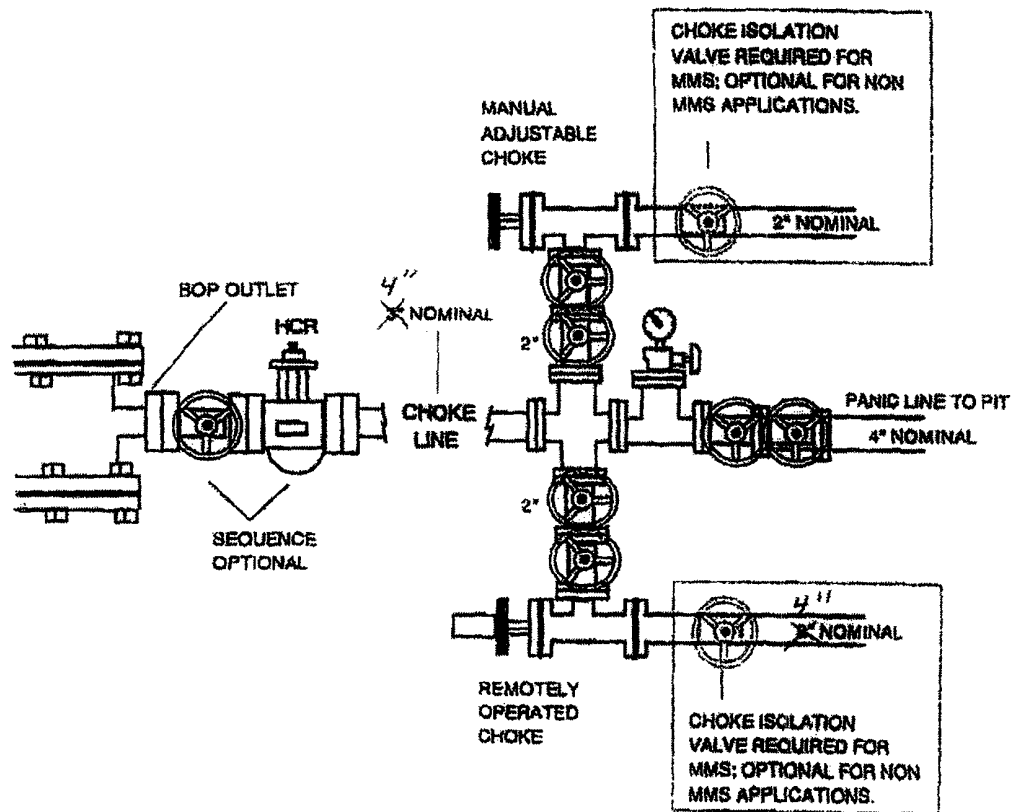 CHOKE ISOLATION
VALVE REQUIRED FOR
MMS; OPTIONAL FOR NON
MMS APPLICATIONS.
MANUAL
ADJUSTABLE
CHOKE
2" NOMINAL
BOP OUTLET
HCR
4"
3" NOMINAL
2"
CHOKE
LINE
PANIC LINE TO PIT
4" NOMINAL
2"
SEQUENCE
OPTIONAL
4"
NOMINAL
REMOTELY
OPERATED
CHOKE
CHOKE ISOLATION
VALVE REQUIRED FOR
MMS; OPTIONAL FOR NON
MMS APPLICATIONS.